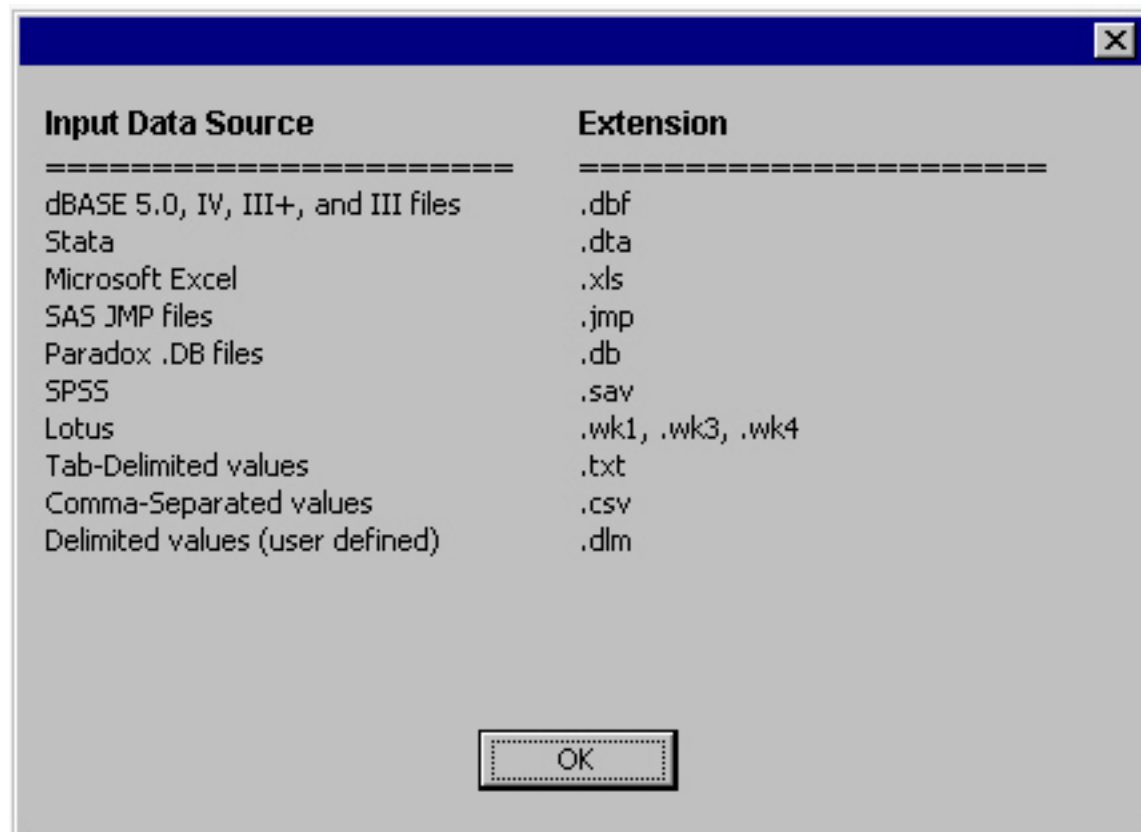 Input Data Source Extension
====================== ======================
dBASE 5.0, IV, III+, and III files .dbf
Stata .dta
Microsoft Excel .xls
SAS JMP files .jmp
Paradox .DB files .db
SPSS .sav
Lotus .wk1, .wk3, .wk4
Tab-Delimited values .txt
Comma-Separated values .csv
Delimited values (user defined) .dlm
OK